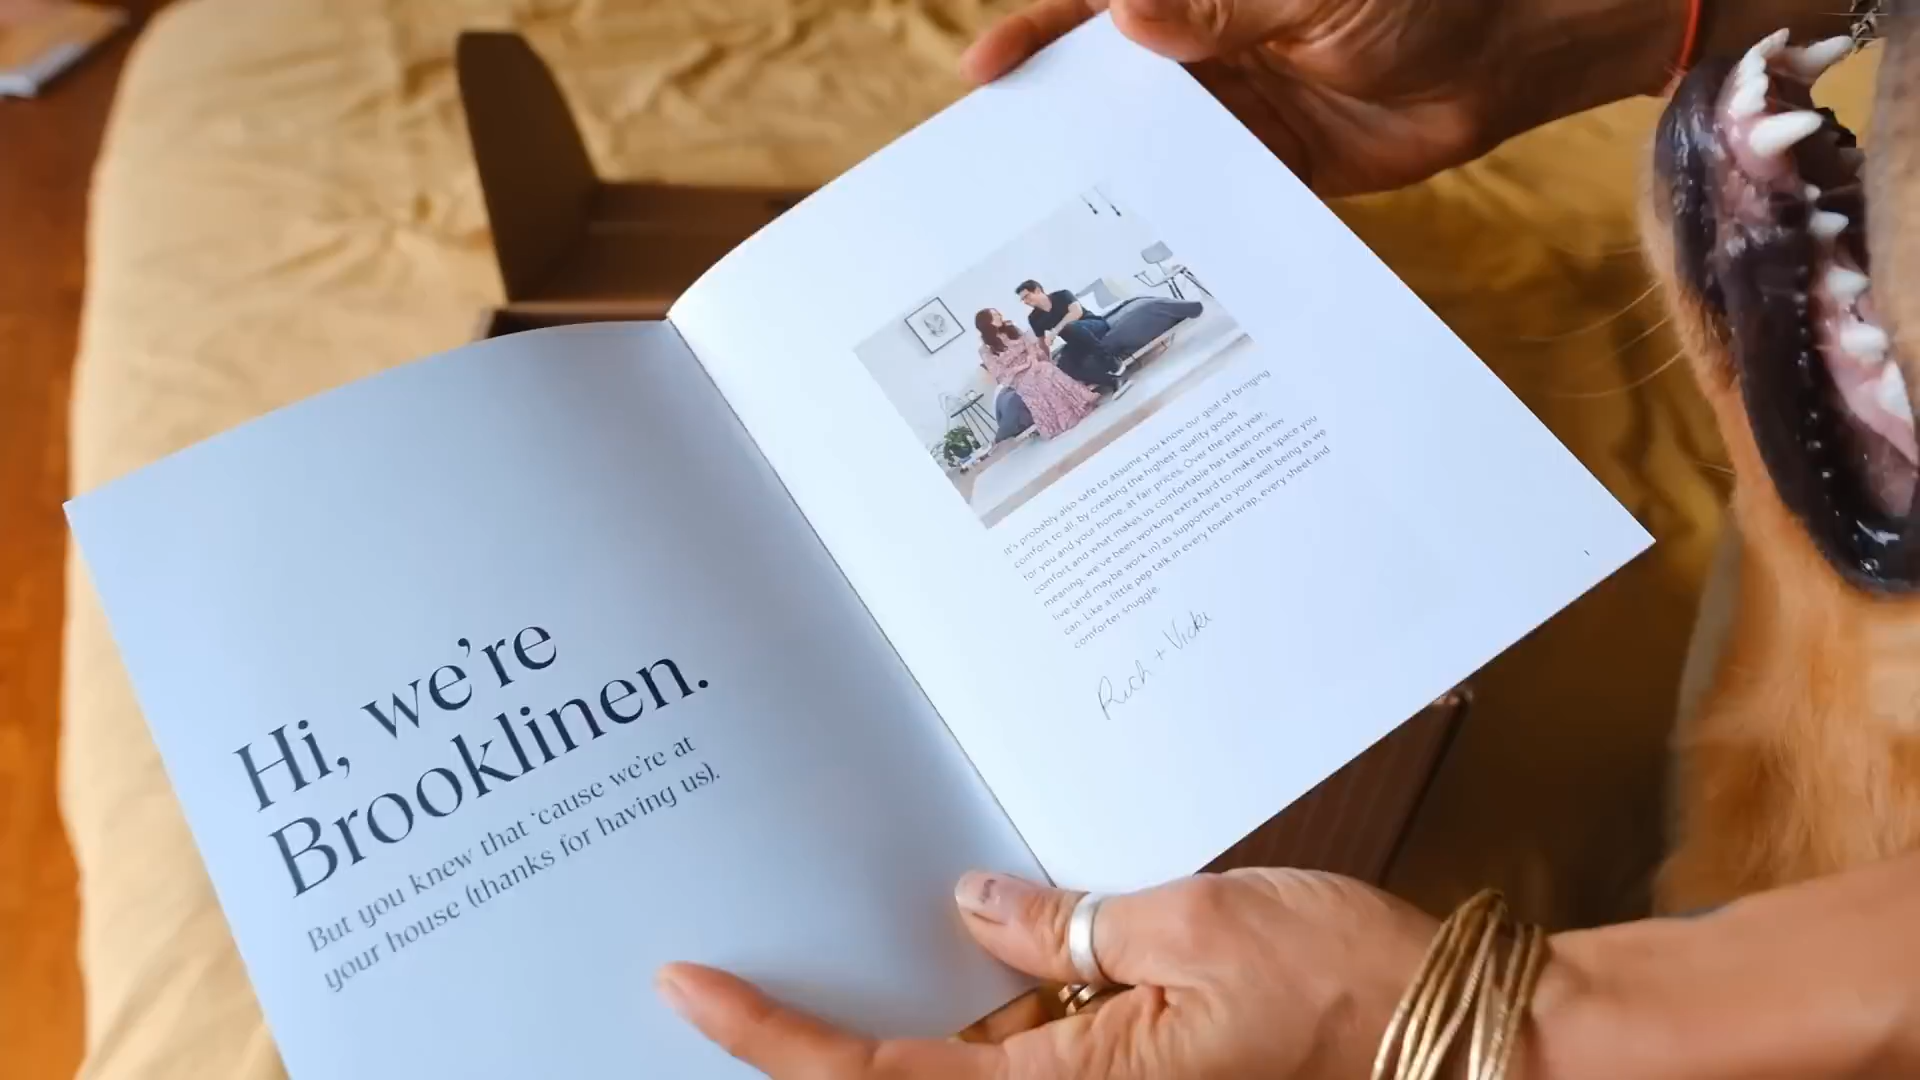 Hi, we're
Brooklinen.
But you knew that 'cause we're at
your house (thanks for having us).
It's probably also safe to assume you know our goal of bringing
comfort to all, by creating the highest quality goods
for you and your home, at fair prices. Over the past year,
comfort and what makes us comfortable has taken on new
meaning, we've been working extra hard to make the space you
live (and maybe work in) as supportive to your well-being as we
can. Like a little pep talk in every towel wrap, every sheet and
comforter snuggle.
Rich + Vicki
1